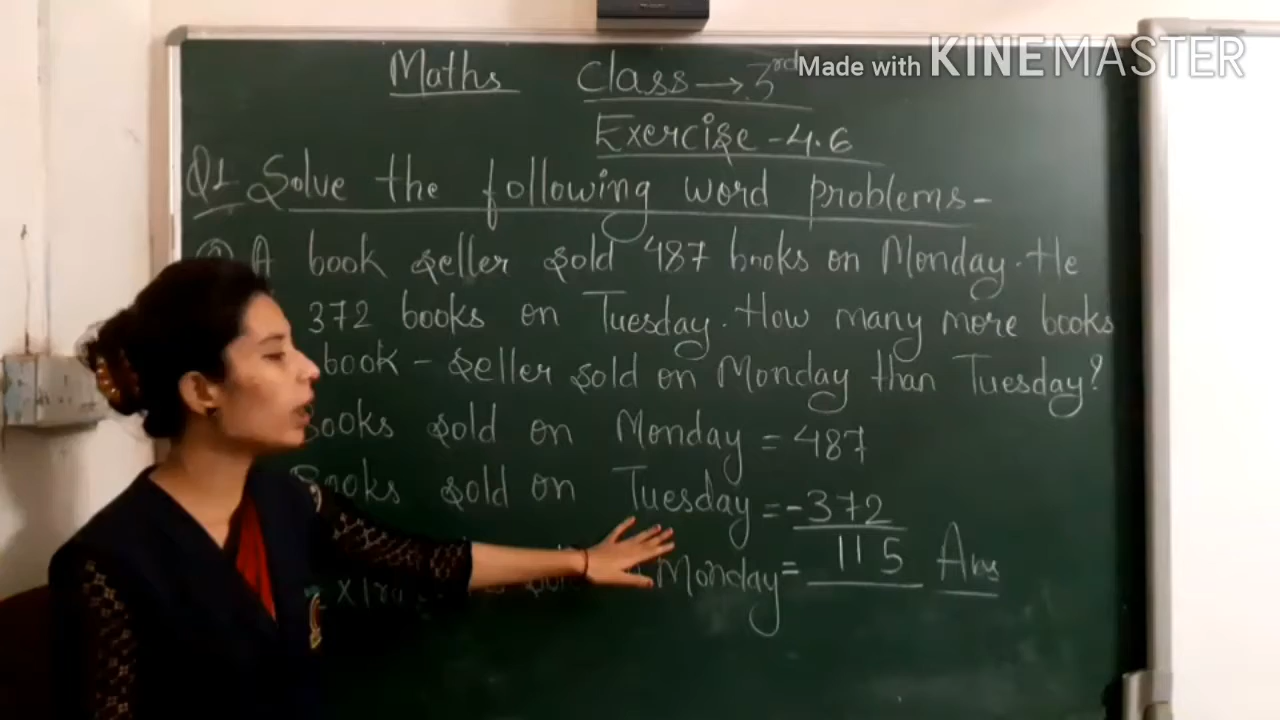 Maths Class → 3rd
Made with KINEMASTER
Exercise - 4.6
Q1 Solve the following word problems -
A book seller sold 487 books on Monday. He
372 books on Tuesday. How many more books
book - seller sold on Monday than Tuesday?
Books sold on Monday = 487
Books sold on Tuesday = - 372
Monday = 115 Ans